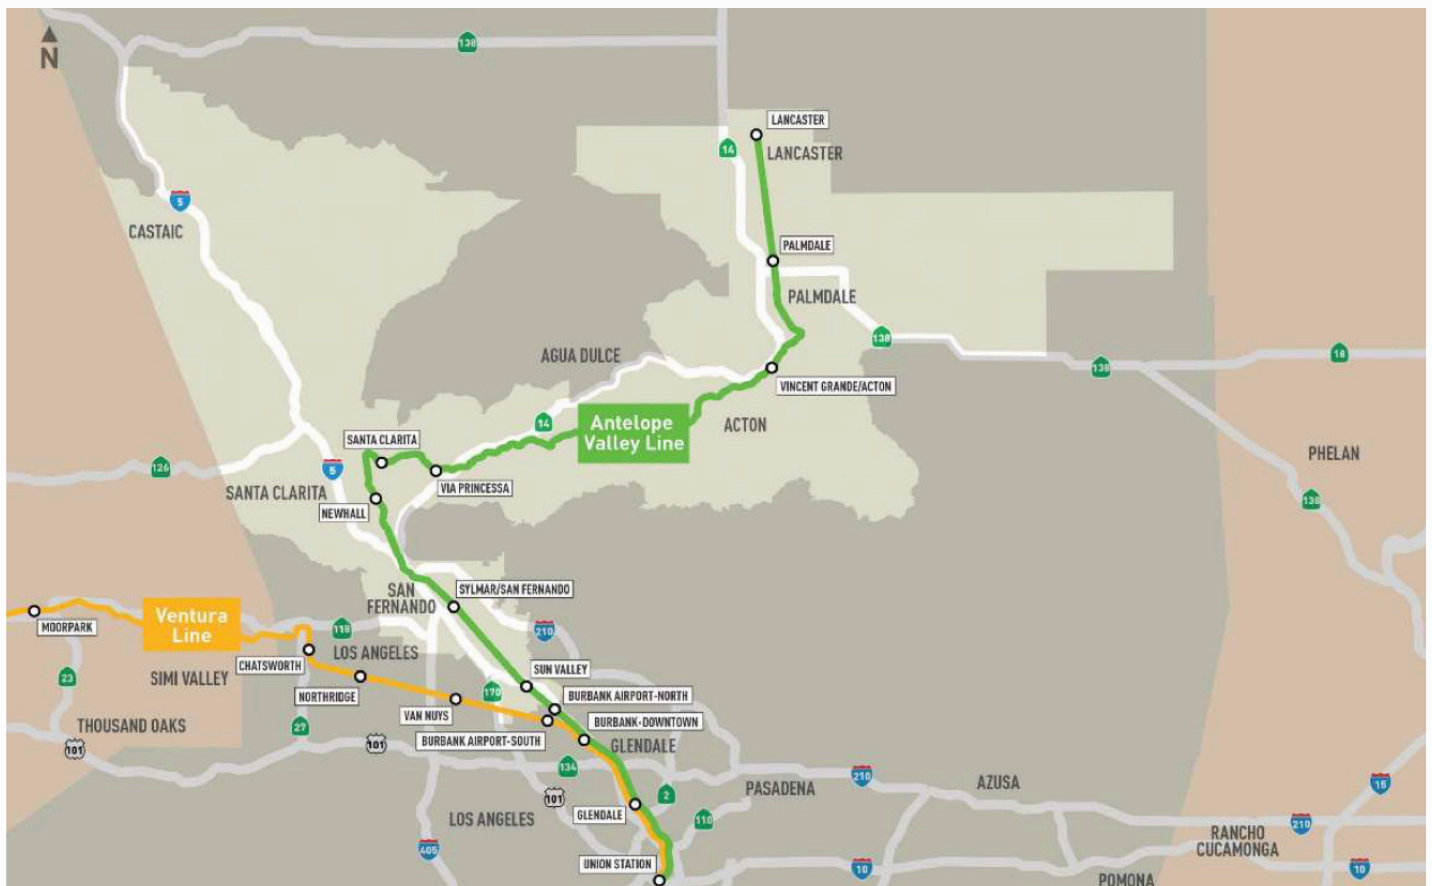 N
138
LANCASTER
14
LANCASTER
5
CASTAIC
PALMDALE
PALMDALE
138
AGUA DULCE
18
138
VINCENT GRANDE/ACTON
14
Antelope
Valley Line
ACTON
SANTA CLARITA
126
5
PHELAN
SANTA CLARITA
VIA PRINCESSA
NEWHALL
138
SAN
FERNANDO
SYLMAR/SAN FERNANDO
Ventura
Line
MOORPARK
118
210
LOS ANGELES
CHATSWORTH
SUN VALLEY
SIMI VALLEY
23
NORTHRIDGE
170
BURBANK AIRPORT-NORTH
VAN NUYS
BURBANK-DOWNTOWN
THOUSAND OAKS
27
BURBANK AIRPORT-SOUTH
GLENDALE
101
101
134
210
AZUSA
15
PASADENA
2
101
GLENDALE
LOS ANGELES
110
210
RANCHO
CUCAMONGA
405
UNION STATION
10
10
POMONA